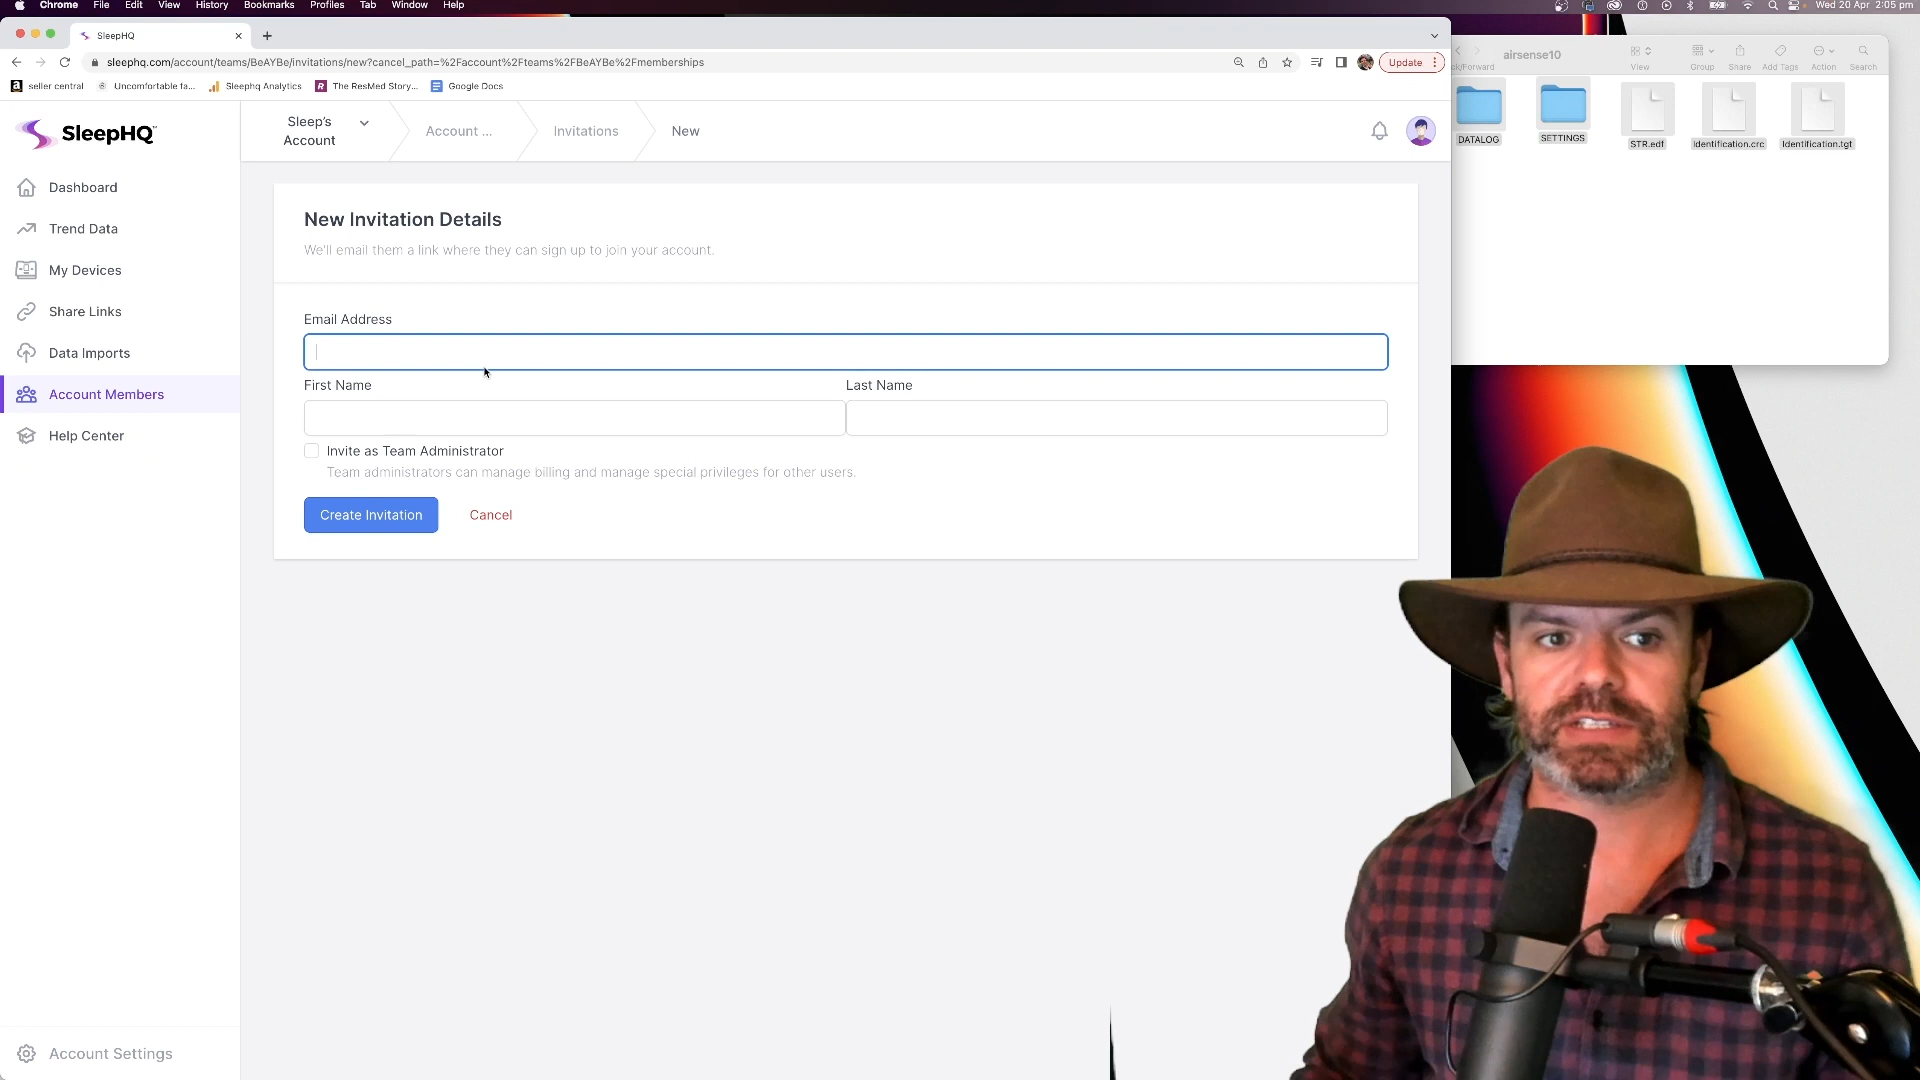 Chrome File Edit View History Bookmarks Profiles Tab Window Help
Wed 20 Apr 2:05 pm
SleepHQ
sleephq.com/account/teams/BeAYBe/invitations/new?cancel_path=%2Faccount%2Fteams%2FBeAYBe%2Fmemberships
Update
seller central
Uncomfortable fa...
Sleephq Analytics
The ResMed Story...
Google Docs
SleepHQ
Sleep's
Account
Account ...
Invitations
New
Dashboard
Trend Data
My Devices
Share Links
Data Imports
Account Members
Help Center
Account Settings
New Invitation Details
We'll email them a link where they can sign up to join your account.
Email Address
First Name
Last Name
Invite as Team Administrator
Team administrators can manage billing and manage special privileges for other users.
Create Invitation
Cancel
airsense10
ck/Forward
View
Group
Share
Add Tags
Action
Search
DATALOG
SETTINGS
STR.edf
Identification.crc
Identification.tgt